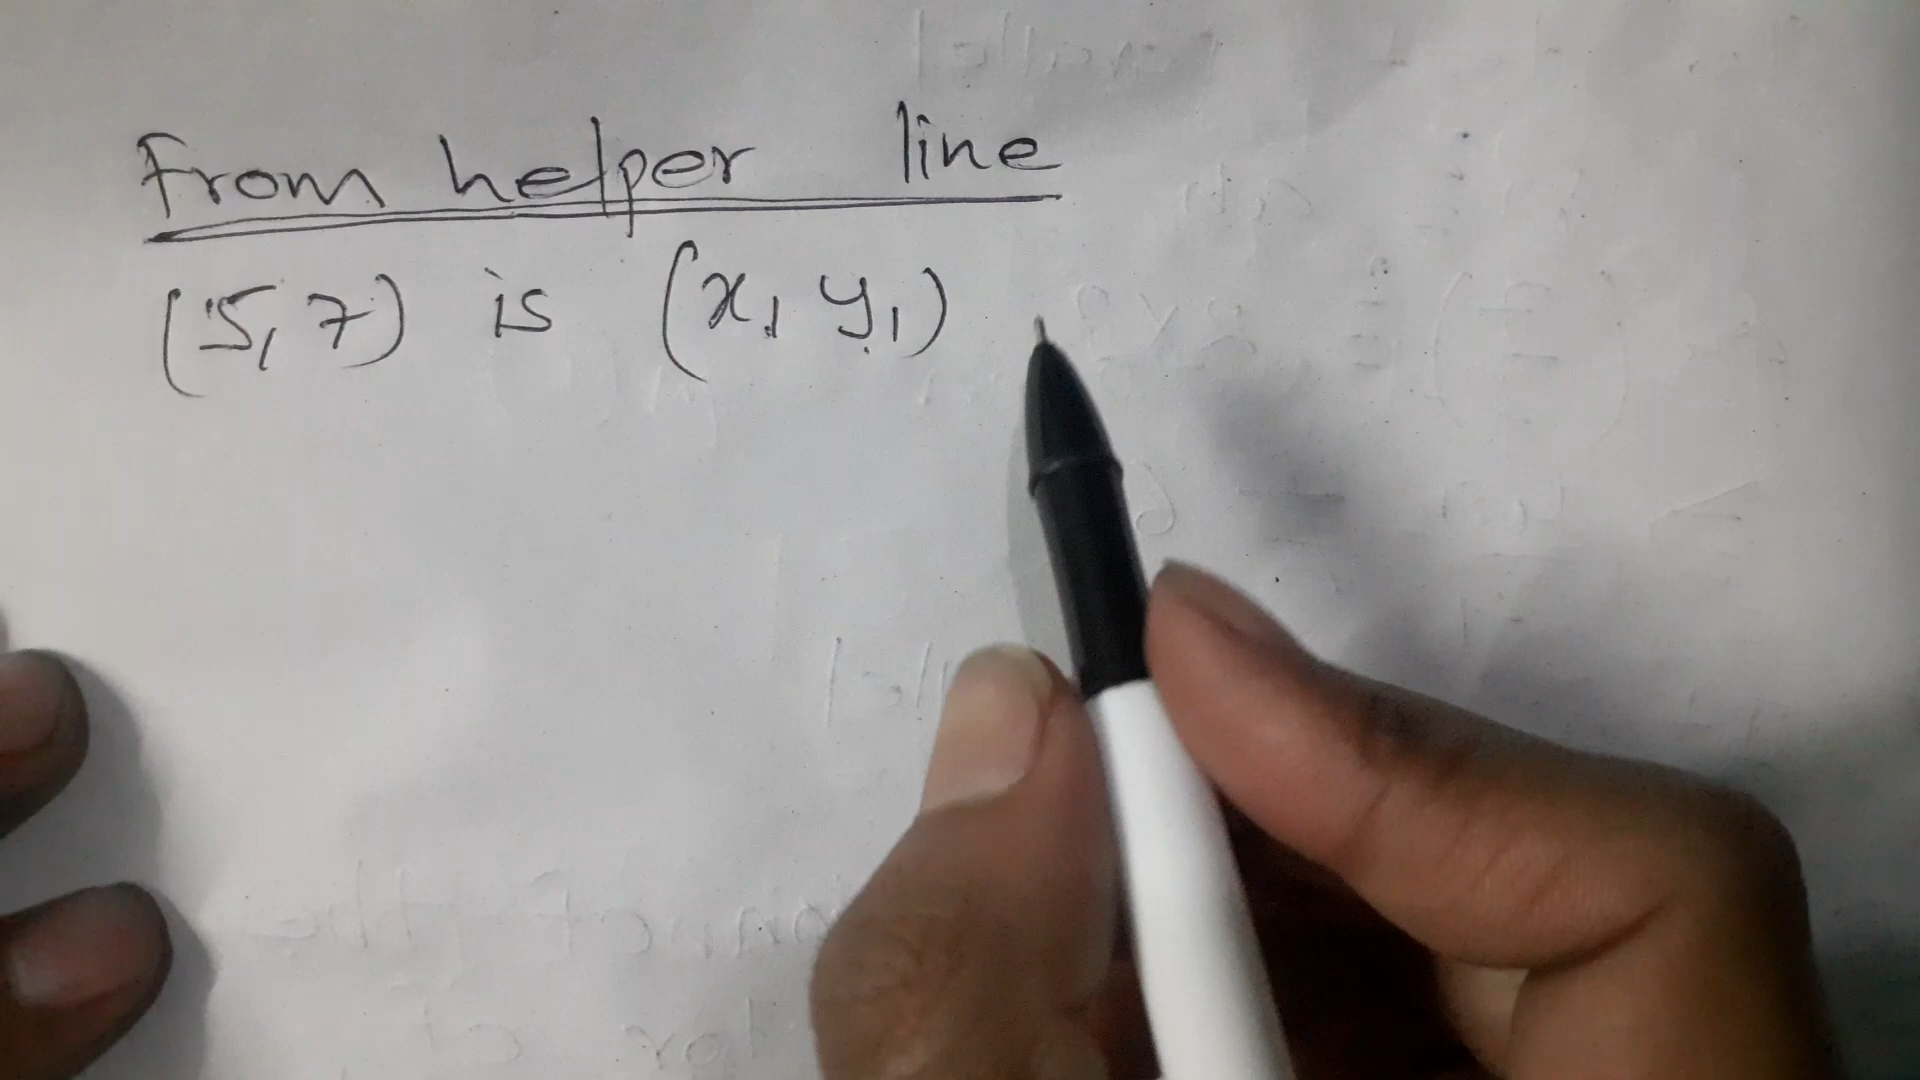 From helper line
(5, 7) is (x₁ y₁)